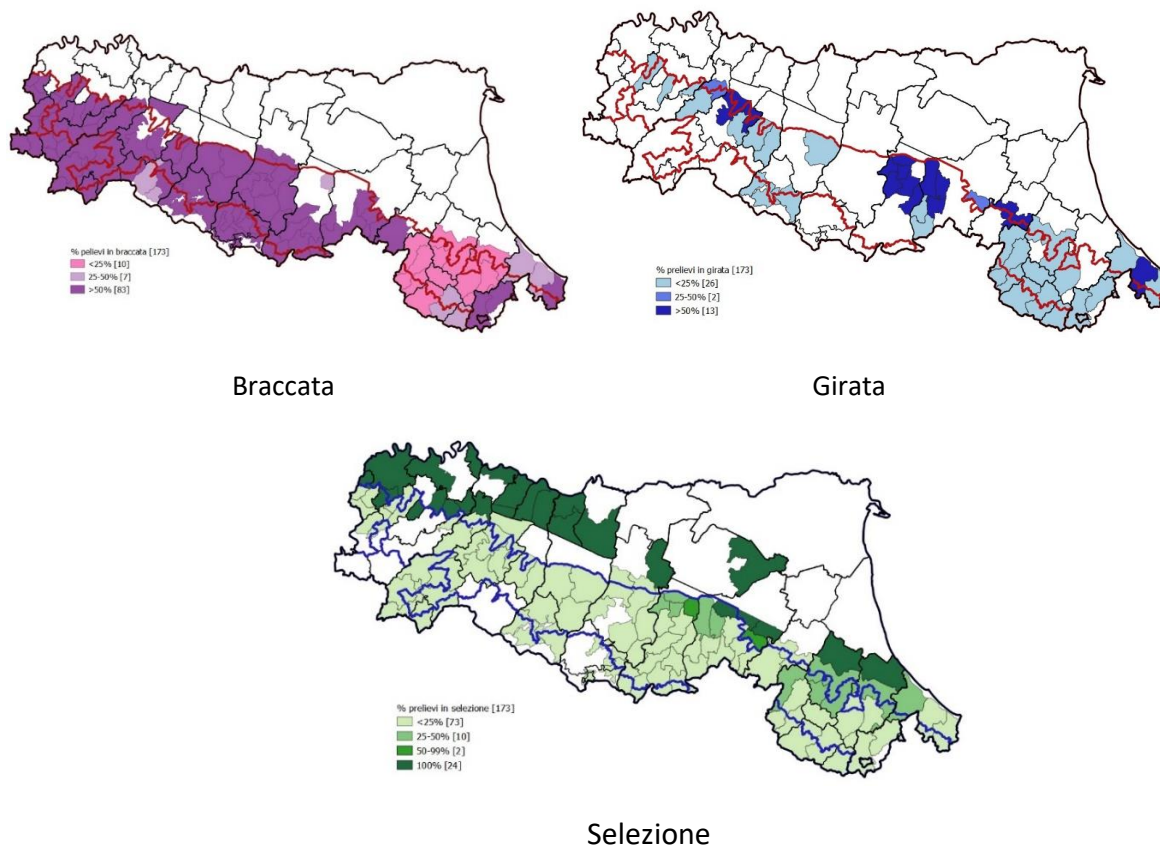 % pelievi in braccata [173]
<25% [10]
25-50% [7]
>50% [83]
Braccata
% prelievi in girata [173]
<25% [26]
25-50% [2]
>50% [13]
Girata
% prelievi in selezione [173]
<25% [73]
25-50% [10]
50-99% [2]
100% [24]
Selezione